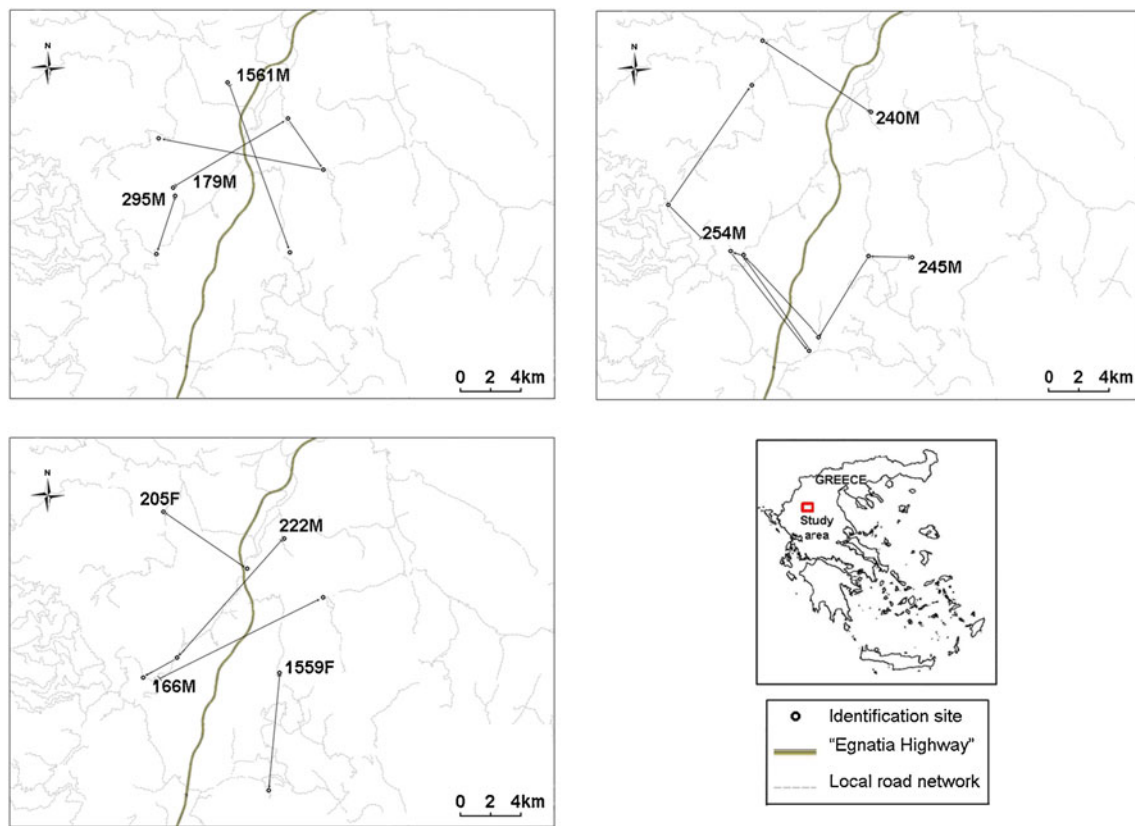 N
1561M
179M
295M
0 2 4km
N
240M
254M
245M
0 2 4km
N
205F
222M
166M
1559F
0 2 4km
GREECE
Study
area
Identification site
"Egnatia Highway"
Local road network